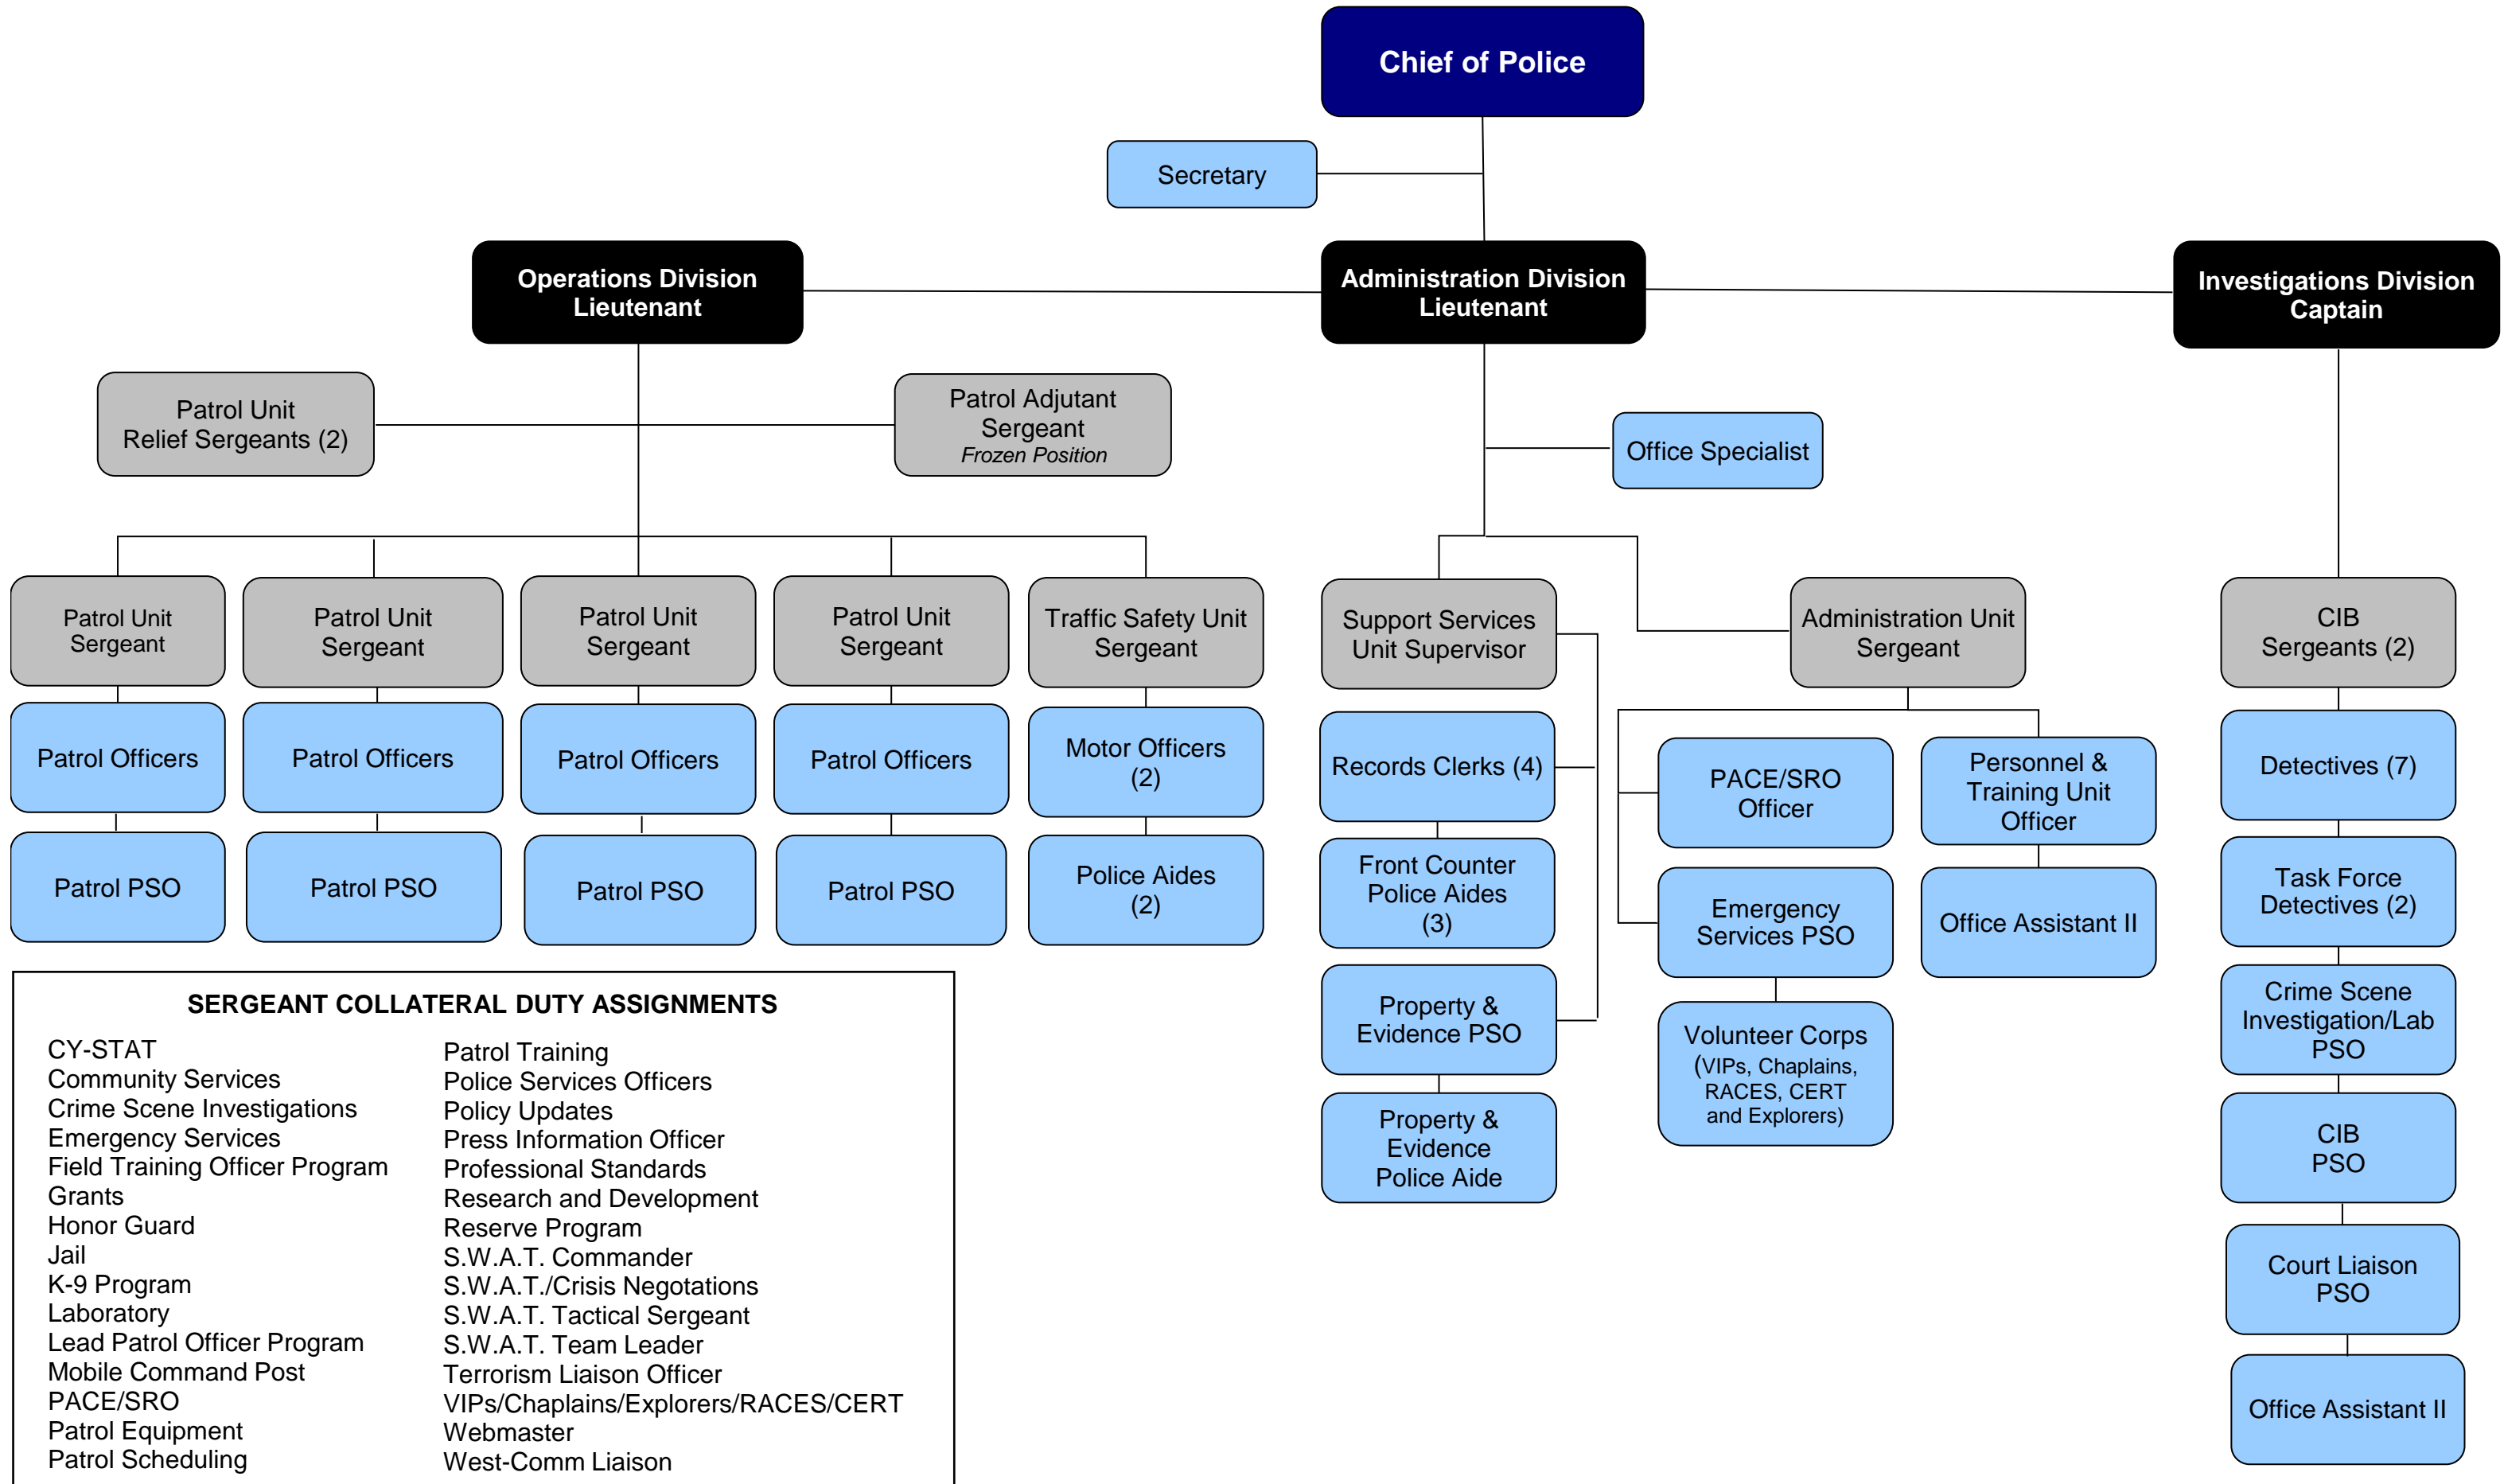 Chief of Police
Secretary
Operations Division
Lieutenant
Administration Division
Lieutenant
Investigations Division
Captain
Patrol Unit
Relief Sergeants (2)
Patrol Adjutant
Sergeant
Frozen Position
Office Specialist
Patrol Unit
Sergeant
Patrol Unit
Sergeant
Patrol Unit
Sergeant
Patrol Unit
Sergeant
Traffic Safety Unit
Sergeant
Support Services
Unit Supervisor
Administration Unit
Sergeant
CIB
Sergeants (2)
Patrol Officers
Patrol Officers
Patrol Officers
Patrol Officers
Motor Officers
(2)
Records Clerks (4)
PACE/SRO
Officer
Personnel &
Training Unit
Officer
Detectives (7)
Patrol PSO
Patrol PSO
Patrol PSO
Patrol PSO
Police Aides
(2)
Front Counter
Police Aides
(3)
Emergency
Services PSO
Office Assistant II
Task Force
Detectives (2)
Property &
Evidence PSO
Volunteer Corps
(VIPs, Chaplains,
RACES, CERT
and Explorers)
Crime Scene
Investigation/Lab
PSO
Property &
Evidence
Police Aide
CIB
PSO
Court Liaison
PSO
Office Assistant II
SERGEANT COLLATERAL DUTY ASSIGNMENTS
CY-STAT
Community Services
Crime Scene Investigations
Emergency Services
Field Training Officer Program
Grants
Honor Guard
Jail
K-9 Program
Laboratory
Lead Patrol Officer Program
Mobile Command Post
PACE/SRO
Patrol Equipment
Patrol Scheduling
Patrol Training
Police Services Officers
Policy Updates
Press Information Officer
Professional Standards
Research and Development
Reserve Program
S.W.A.T. Commander
S.W.A.T./Crisis Negotations
S.W.A.T. Tactical Sergeant
S.W.A.T. Team Leader
Terrorism Liaison Officer
VIPs/Chaplains/Explorers/RACES/CERT
Webmaster
West-Comm Liaison